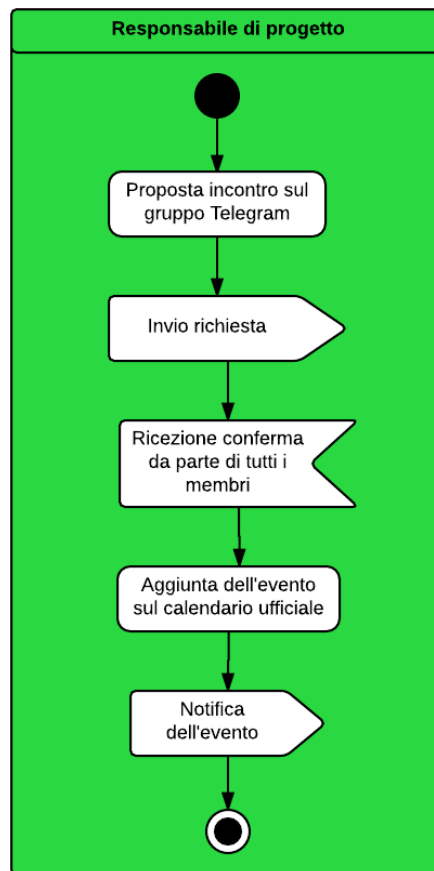 Responsabile di progetto
Proposta incontro sul
gruppo Telegram
Invio richiesta
Ricezione conferma
da parte di tutti i
membri
Aggiunta dell'evento
sul calendario ufficiale
Notifica
dell'evento